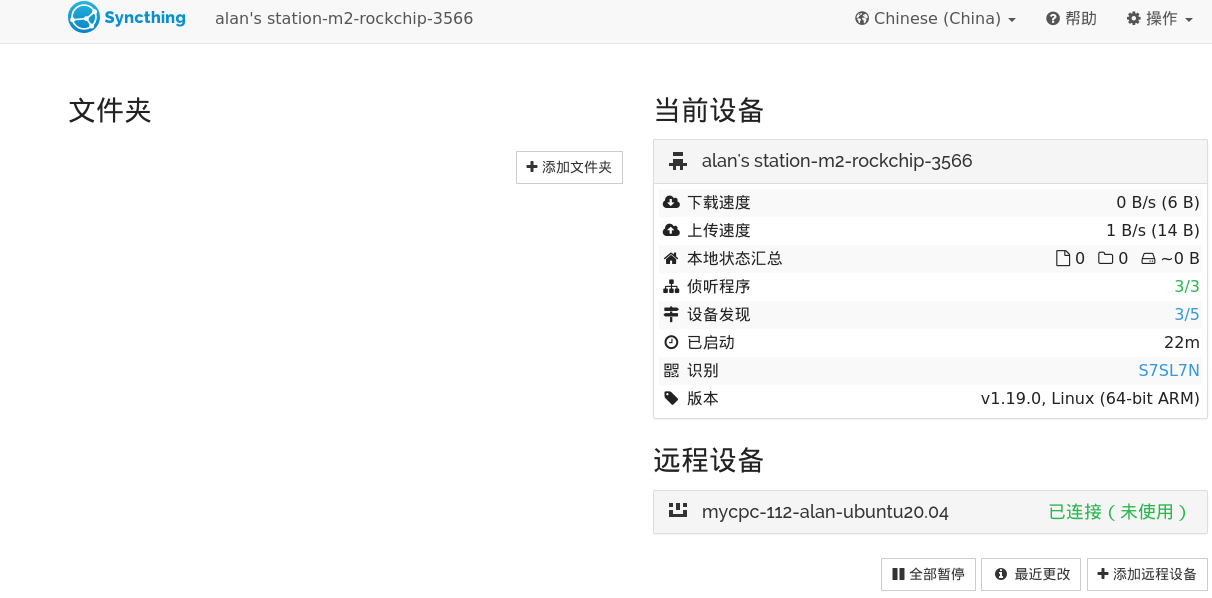 Syncthing alan's station-m2-rockchip-3566 Chinese (China) 帮助 操作
文件夹
添加文件夹
当前设备
alan's station-m2-rockchip-3566
下载速度 0 B/s (6 B)
上传速度 1 B/s (14 B)
本地状态汇总 0 0 ~0 B
侦听程序 3/3
设备发现 3/5
已启动 22m
识别 S7SL7N
版本 v1.19.0, Linux (64-bit ARM)
远程设备
mycpc-112-alan-ubuntu20.04 已连接（未使用）
全部暂停 最近更改 添加远程设备